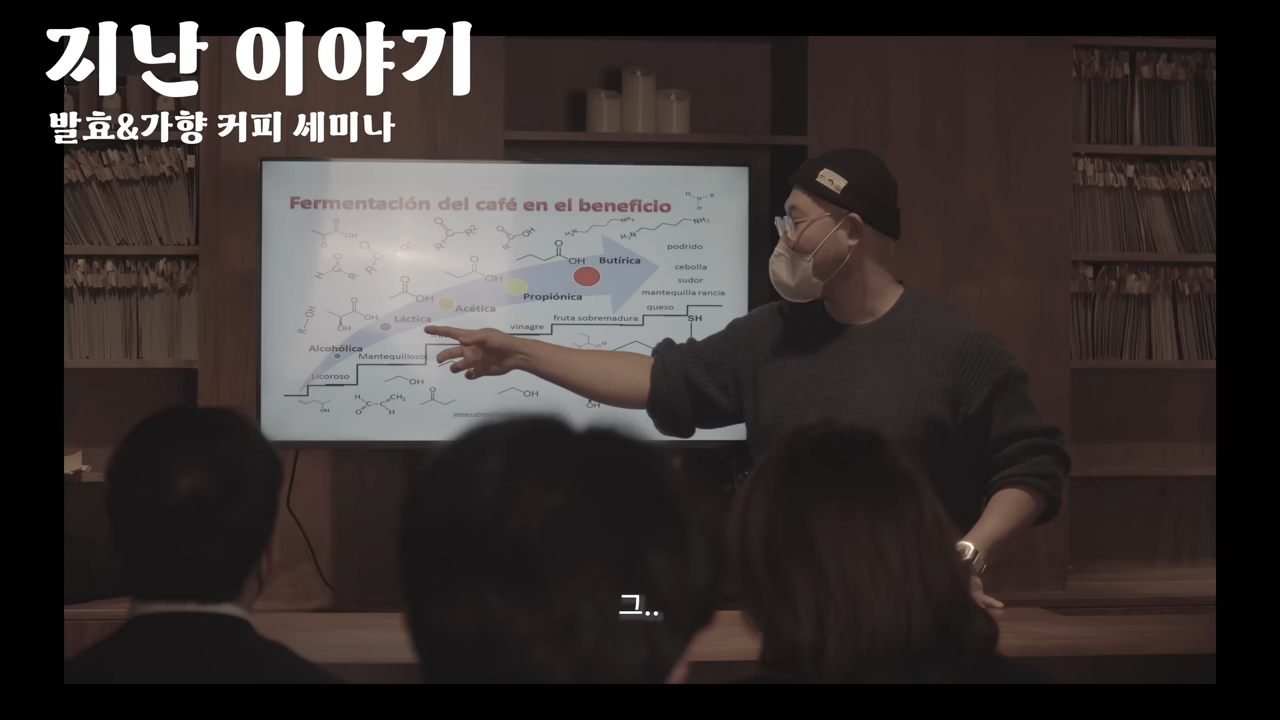 지난 이야기
발효&가향 커피 세미나
Fermentación del café en el beneficio
podrido
Butírica
cebolla
sudor
Propiónica
mantequilla rancia
Acética
queso
Láctica
fruta sobremadura
SH
vinagre
Alcohólica
Mantequilloso
Licoroso
OH
그..